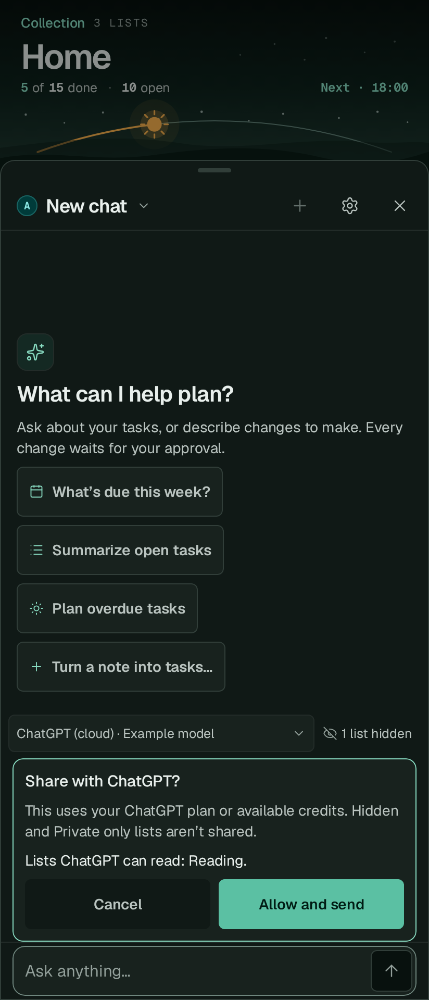 Collection 3 LISTS
Home
5 of 15 done · 10 open
Next · 18:00
A New chat
What can I help plan?
Ask about your tasks, or describe changes to make. Every
change waits for your approval.
What’s due this week?
Summarize open tasks
Plan overdue tasks
Turn a note into tasks…
ChatGPT (cloud) · Example model
1 list hidden
Share with ChatGPT?
This uses your ChatGPT plan or available credits. Hidden
and Private only lists aren’t shared.
Lists ChatGPT can read: Reading.
Cancel
Allow and send
Ask anything…